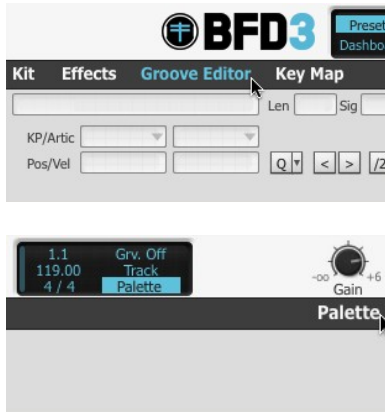 BFD3
Preset
Dashbo
Kit Effects Groove Editor Key Map
Len Sig
KP/Artic
Pos/Vel Q < > /2
1.1 Grv. Off
119.00 Track
4 / 4 Palette
-oo +6
Gain
Palette